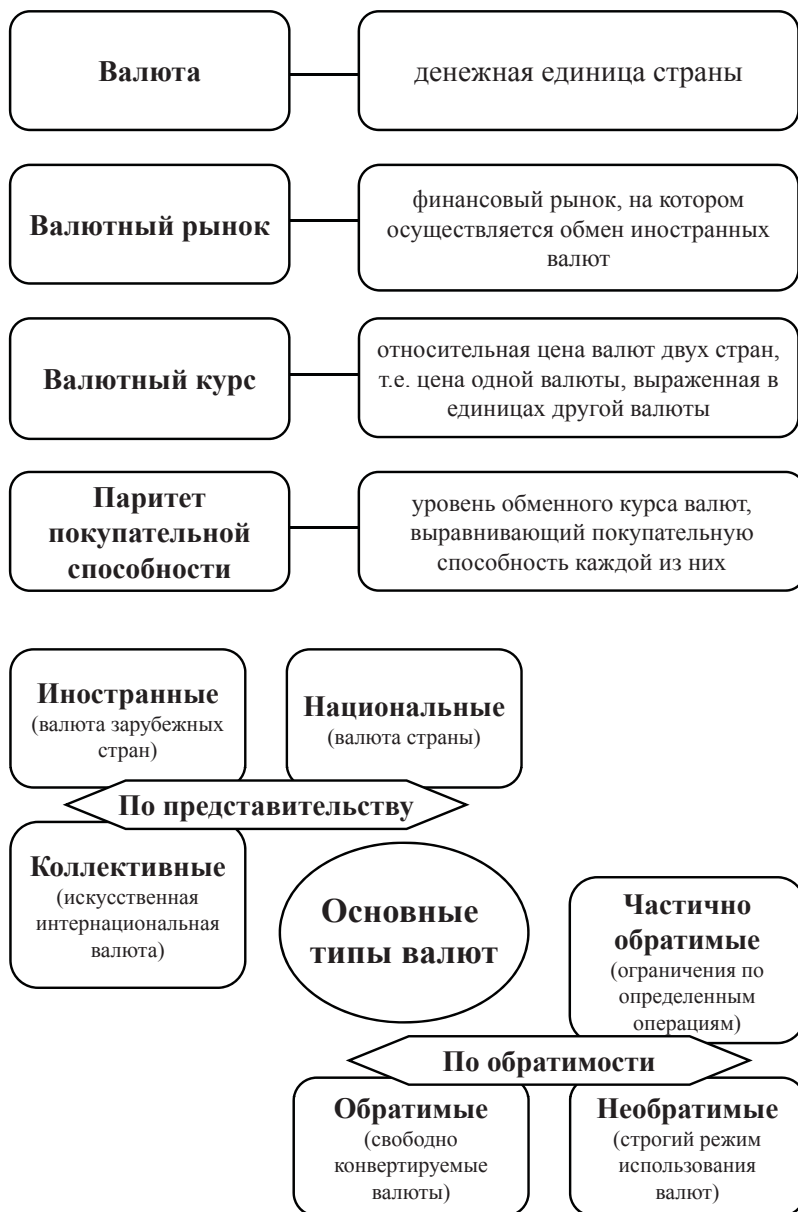 Валюта
денежная единица страны
Валютный рынок
финансовый рынок, на котором
осуществляется обмен иностранных
валют
Валютный курс
относительная цена валют двух стран,
т.е. цена одной валюты, выраженная в
единицах другой валюты
Паритет
покупательной
способности
уровень обменного курса валют,
выравнивающий покупательную
способность каждой из них
Иностранные
(валюта зарубежных
стран)
Национальные
(валюта страны)
По представительству
Коллективные
(искусственная
интернациональная
валюта)
Основные
типы валют
Частично
обратимые
(ограничения по
определенным
операциям)
По обратимости
Обратимые
(свободно
конвертируемые
валюты)
Необратимые
(строгий режим
использования
валют)